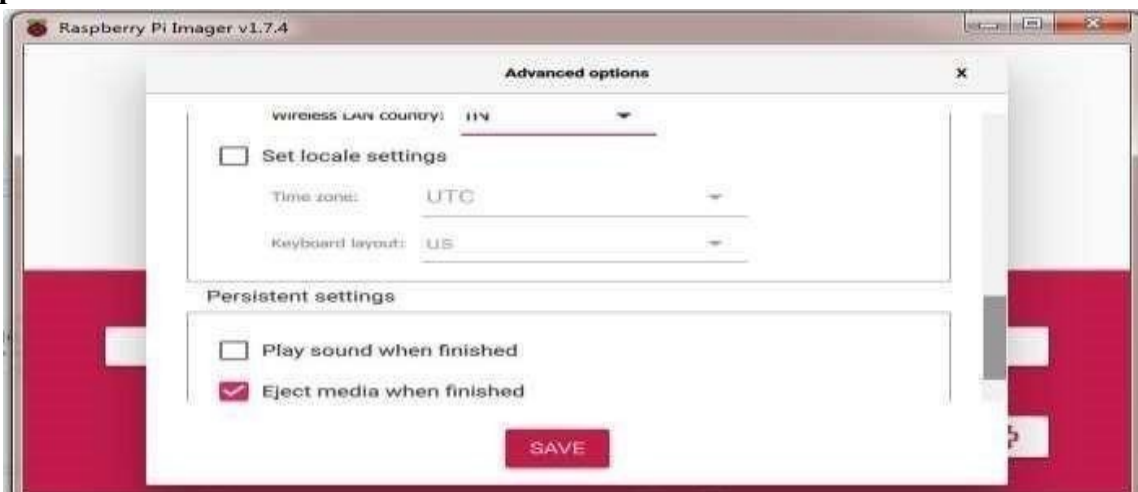 Raspberry Pi Imager v1.7.4
Advanced options x
Wireless LAN country: IN
Set locale settings
Time zone: UTC
Keyboard layout: US
Persistent settings
Play sound when finished
Eject media when finished
SAVE